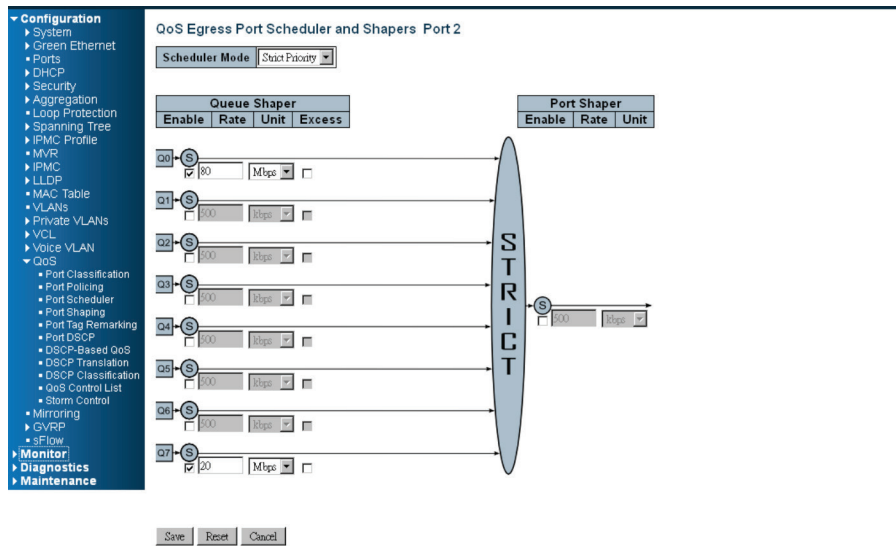 Configuration
System
Green Ethernet
Ports
DHCP
Security
Aggregation
Loop Protection
Spanning Tree
IPMC Profile
MVR
IPMC
LLDP
MAC Table
VLANs
Private VLANs
VCL
Voice VLAN
QoS
Port Classification
Port Policing
Port Scheduler
Port Shaping
Port Tag Remarking
Port DSCP
DSCP-Based QoS
DSCP Translation
DSCP Classification
QoS Control List
Storm Control
Mirroring
GVRP
sFlow
Monitor
Diagnostics
Maintenance
QoS Egress Port Scheduler and Shapers Port 2
Scheduler Mode Strict Priority
Queue Shaper
Enable Rate Unit Excess
Port Shaper
Enable Rate Unit
Q0 S
80 Mbps
Q1 S
500 kbps
Q2 S
500 kbps
Q3 S
500 kbps
Q4 S
500 kbps
Q5 S
500 kbps
Q6 S
500 kbps
Q7 S
20 Mbps
STRICT
S
500 kbps
Save Reset Cancel